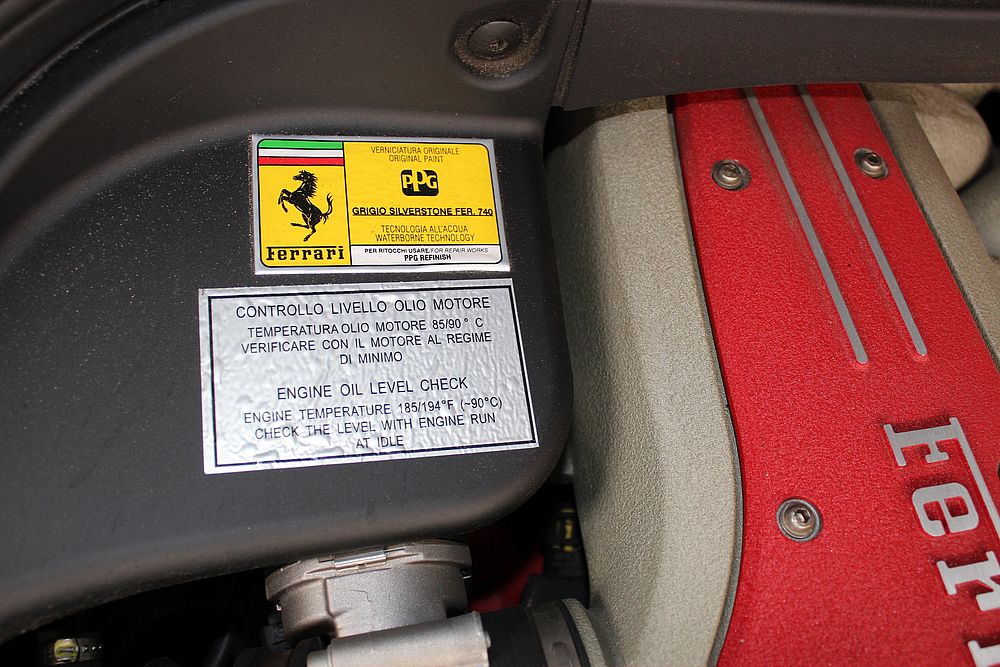 VERNICIATURA ORIGINALE
ORIGINAL PAINT
PPG
GRIGIO SILVERSTONE FER. 740
TECNOLOGIA ALL'ACQUA
WATERBORNE TECHNOLOGY
Ferrari
PER RITOCCHI USARE/FOR REPAIR WORKS
PPG REFINISH
CONTROLLO LIVELLO OLIO MOTORE
TEMPERATURA OLIO MOTORE 85/90° C
VERIFICARE CON IL MOTORE AL REGIME
DI MINIMO
ENGINE OIL LEVEL CHECK
ENGINE TEMPERATURE 185/194°F (~90°C)
CHECK THE LEVEL WITH ENGINE RUN
AT IDLE
Ferr